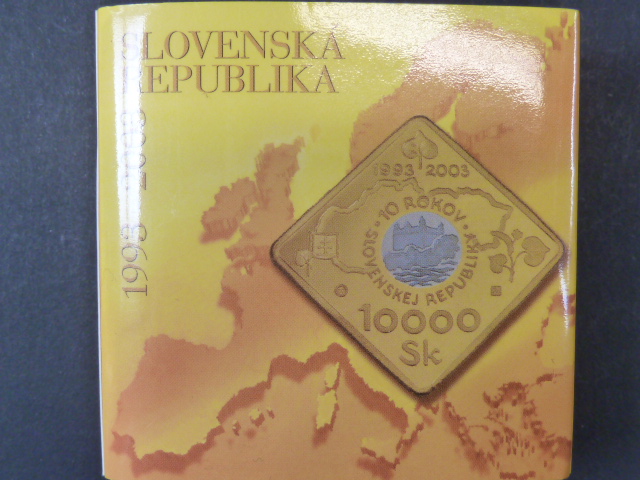 SLOVENSKÁ
REPUBLIKA
1993 2003
1993 2003
10 ROKOV
SLOVENSKEJ REPUBLIKY
10000
Sk